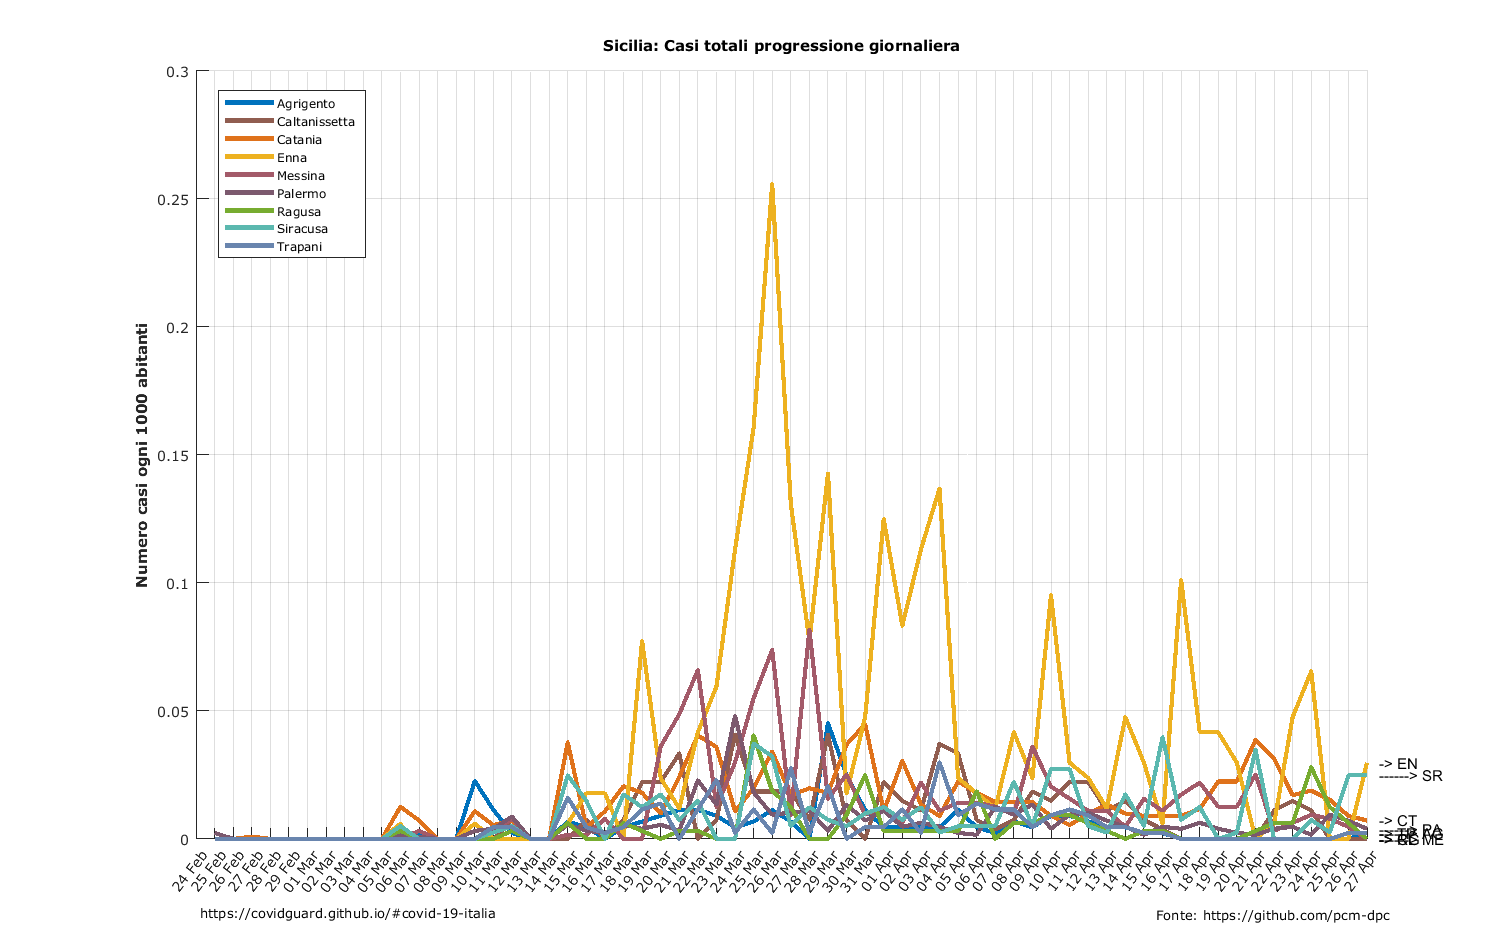 Sicilia: Casi totali progressione giornaliera
Numero casi ogni 1000 abitanti
0.3
0.25
0.2
0.15
0.1
0.05
0
Agrigento
Caltanissetta
Catania
Enna
Messina
Palermo
Ragusa
Siracusa
Trapani
-> EN
------> SR
-> CT
24 Feb
25 Feb
26 Feb
27 Feb
28 Feb
29 Feb
01 Mar
02 Mar
03 Mar
04 Mar
05 Mar
06 Mar
07 Mar
08 Mar
09 Mar
10 Mar
11 Mar
12 Mar
13 Mar
14 Mar
15 Mar
16 Mar
17 Mar
18 Mar
19 Mar
20 Mar
21 Mar
22 Mar
23 Mar
24 Mar
25 Mar
26 Mar
27 Mar
28 Mar
29 Mar
30 Mar
31 Mar
01 Apr
02 Apr
03 Apr
04 Apr
05 Apr
06 Apr
07 Apr
08 Apr
09 Apr
10 Apr
11 Apr
12 Apr
13 Apr
14 Apr
15 Apr
16 Apr
17 Apr
18 Apr
19 Apr
20 Apr
21 Apr
22 Apr
23 Apr
24 Apr
25 Apr
26 Apr
27 Apr
https://covidguard.github.io/#covid-19-italia
Fonte: https://github.com/pcm-dpc